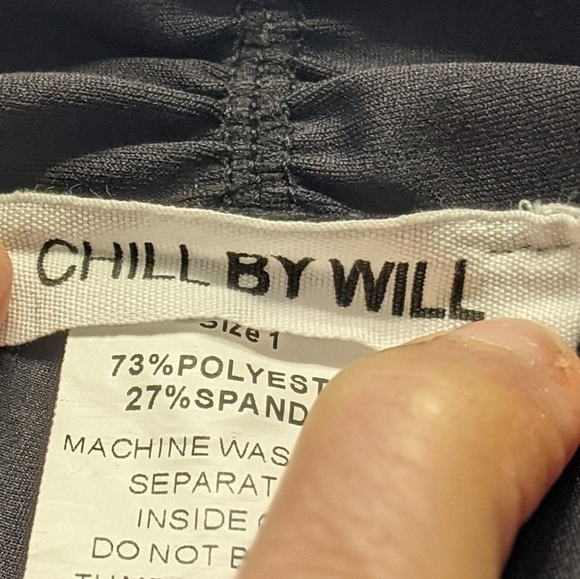 CHILL BY WILL
Size 1
73%POLYEST
27%SPAND
MACHINE WAS
SEPARAT
INSIDE
DO NOT B